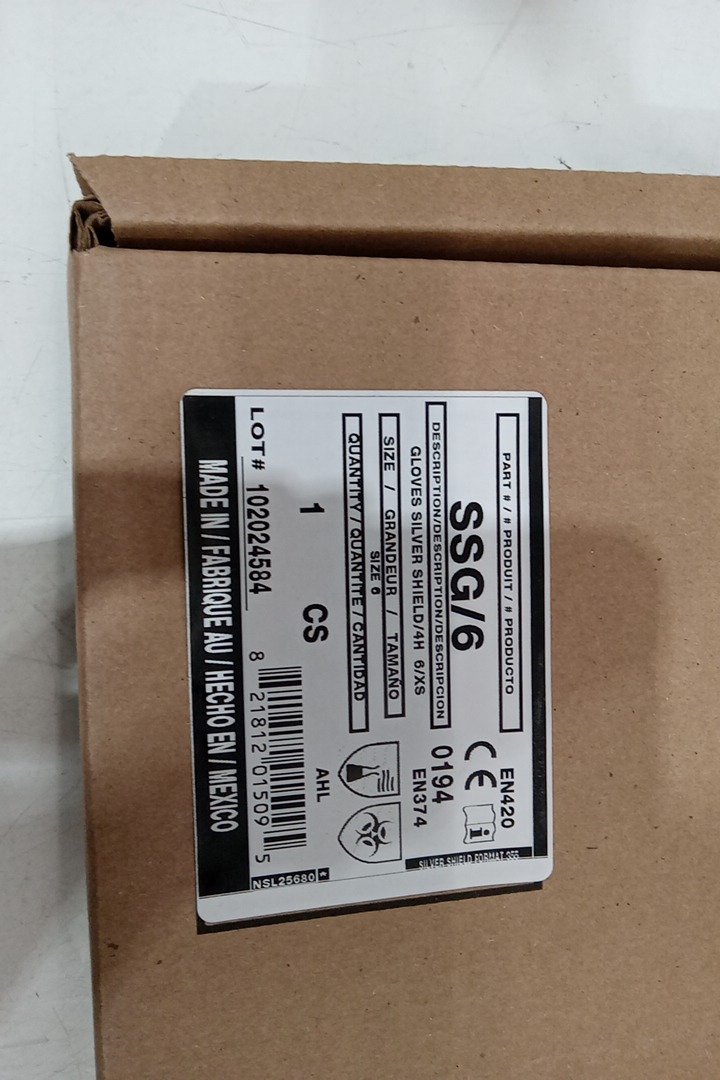 PART # / # PRODUIT / # PRODUCTO
SSG/6
DESCRIPTION/DESCRIPTION/DESCRIPCION
GLOVES SILVER SHIELD/4H 6/XS
SIZE / GRANDEUR / TAMAÑO
SIZE 6
QUANTITY / QUANTITE / CANTIDAD
1 CS
LOT# 102024584
MADE IN / FABRIQUE AU / HECHO EN / MEXICO
EN420
CE
i
0194
EN374
AHL
8 21812 01509 5
SILVER SHIELD FORMAT-3F6
NSL25680 *